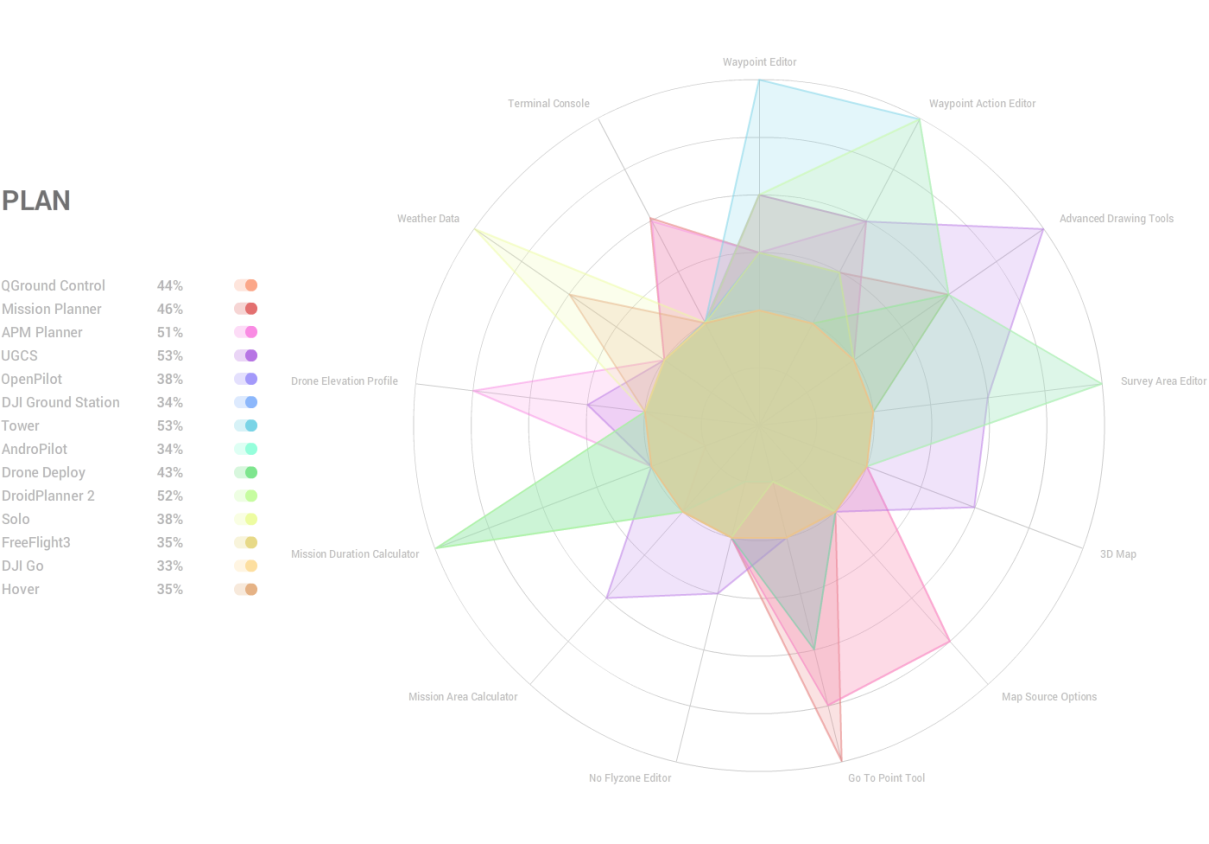 PLAN
QGround Control 44%
Mission Planner 46%
APM Planner 51%
UGCS 53%
OpenPilot 38%
DJI Ground Station 34%
Tower 53%
AndroPilot 34%
Drone Deploy 43%
DroidPlanner 2 52%
Solo 38%
FreeFlight3 35%
DJI Go 33%
Hover 35%
Waypoint Editor
Waypoint Action Editor
Advanced Drawing Tools
Survey Area Editor
3D Map
Map Source Options
Go To Point Tool
No Flyzone Editor
Mission Area Calculator
Mission Duration Calculator
Drone Elevation Profile
Weather Data
Terminal Console